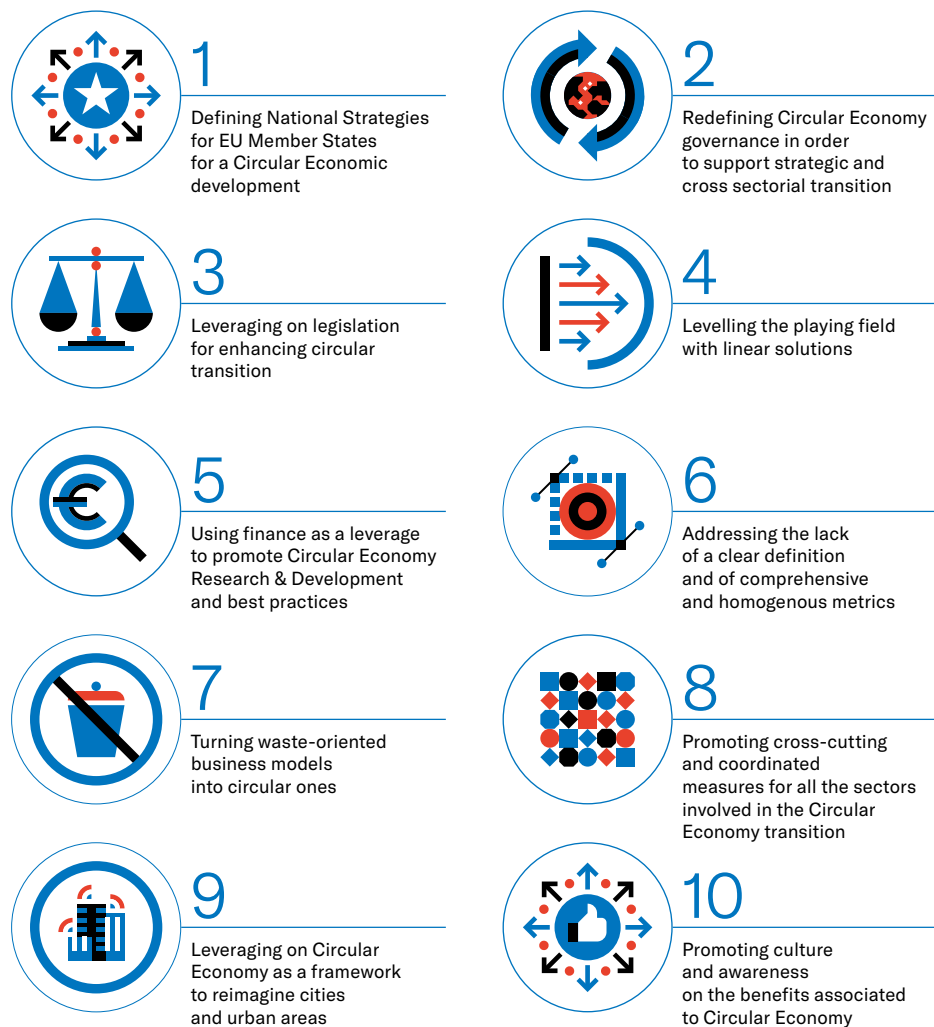 1
Defining National Strategies
for EU Member States
for a Circular Economic
development
2
Redefining Circular Economy
governance in order
to support strategic and
cross sectorial transition
3
Leveraging on legislation
for enhancing circular
transition
4
Levelling the playing field
with linear solutions
5
Using finance as a leverage
to promote Circular Economy
Research & Development
and best practices
6
Addressing the lack
of a clear definition
and of comprehensive
and homogenous metrics
7
Turning waste-oriented
business models
into circular ones
8
Promoting cross-cutting
and coordinated
measures for all the sectors
involved in the Circular
Economy transition
9
Leveraging on Circular
Economy as a framework
to reimagine cities
and urban areas
10
Promoting culture
and awareness
on the benefits associated
to Circular Economy